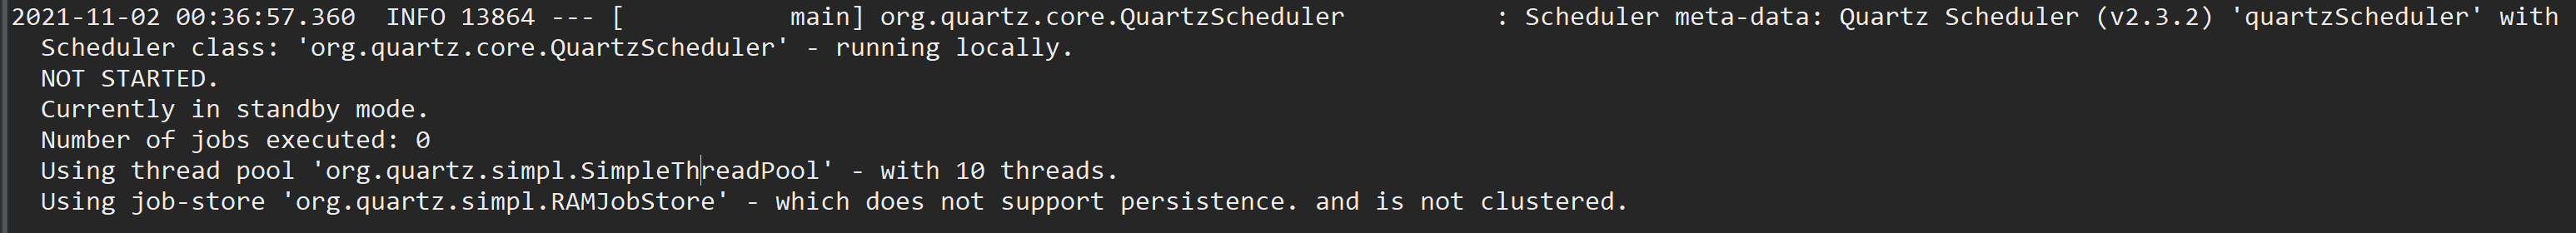 2021-11-02 00:36:57.360  INFO 13864 --- [           main] org.quartz.core.QuartzScheduler          : Scheduler meta-data: Quartz Scheduler (v2.3.2) 'quartzScheduler' with
  Scheduler class: 'org.quartz.core.QuartzScheduler' - running locally.
  NOT STARTED.
  Currently in standby mode.
  Number of jobs executed: 0
  Using thread pool 'org.quartz.simpl.SimpleThreadPool' - with 10 threads.
  Using job-store 'org.quartz.simpl.RAMJobStore' - which does not support persistence. and is not clustered.